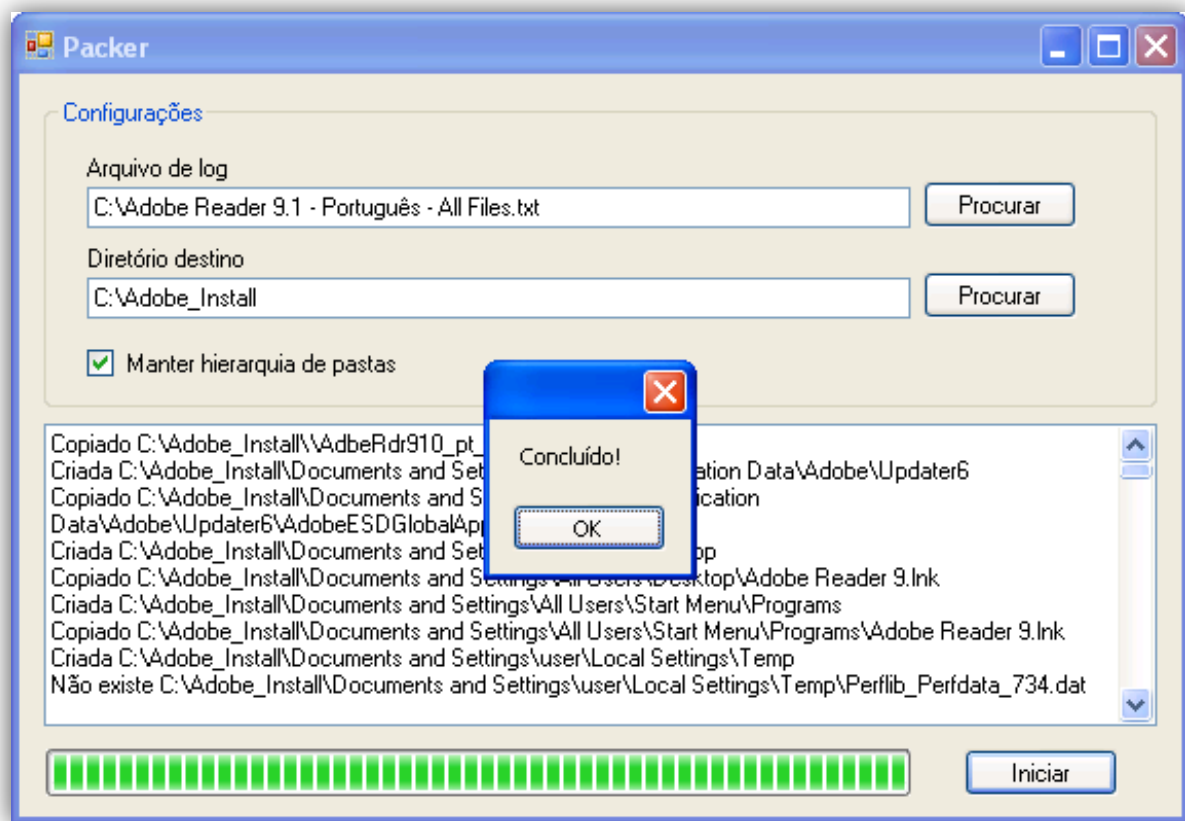 Packer
Configurações
Arquivo de log
C:\Adobe Reader 9.1 - Português - All Files.txt
Procurar
Diretório destino
C:\Adobe_Install
Procurar
Manter hierarquia de pastas
Concluído!
OK
Copiado C:\Adobe_Install\\AdbeRdr910_pt_
Criada C:\Adobe_Install\Documents and Set ation Data\Adobe\Updater6
Copiado C:\Adobe_Install\Documents and S ication
Data\Adobe\Updater6\AdobeESDGlobalApp
Criada C:\Adobe_Install\Documents and Set op
Copiado C:\Adobe_Install\Documents and Settings\All Users\Desktop\Adobe Reader 9.lnk
Criada C:\Adobe_Install\Documents and Settings\All Users\Start Menu\Programs
Copiado C:\Adobe_Install\Documents and Settings\All Users\Start Menu\Programs\Adobe Reader 9.lnk
Criada C:\Adobe_Install\Documents and Settings\user\Local Settings\Temp
Não existe C:\Adobe_Install\Documents and Settings\user\Local Settings\Temp\Perflib_Perfdata_734.dat
Iniciar